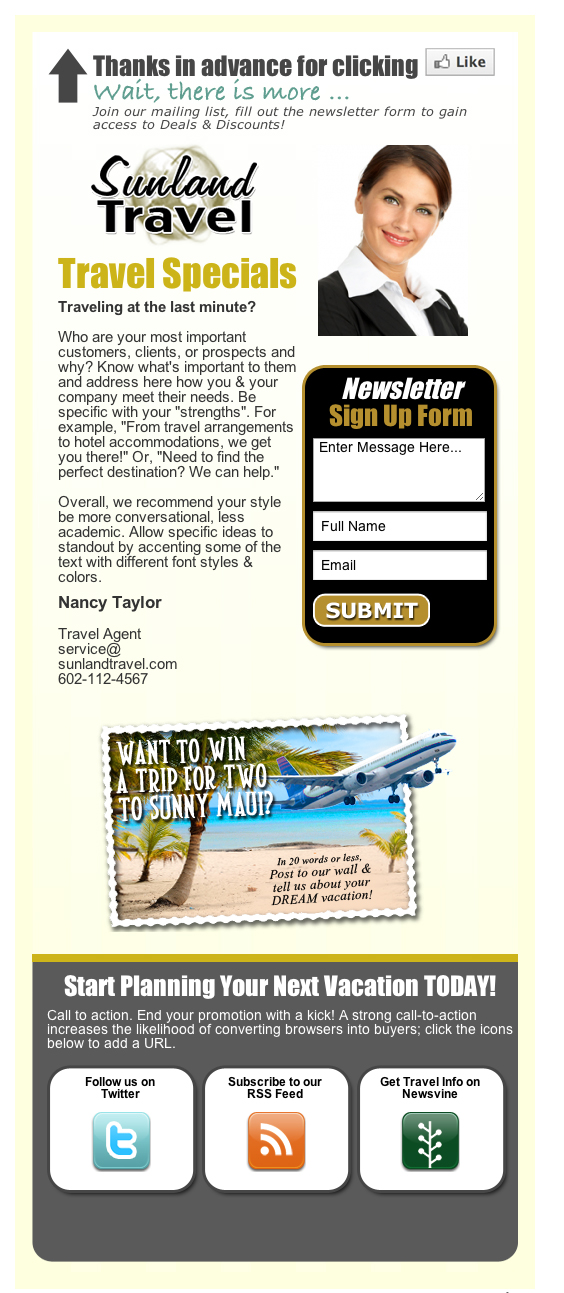 Thanks in advance for clicking
Like
Wait, there is more ...
Join our mailing list, fill out the newsletter form to gain
access to Deals & Discounts!
Sunland
Travel
Travel Specials
Traveling at the last minute?
Who are your most important
customers, clients, or prospects and
why? Know what's important to them
and address here how you & your
company meet their needs. Be
specific with your "strengths". For
example, "From travel arrangements
to hotel accommodations, we get
you there!" Or, "Need to find the
perfect destination? We can help."
Overall, we recommend your style
be more conversational, less
academic. Allow specific ideas to
standout by accenting some of the
text with different font styles &
colors.
Nancy Taylor
Travel Agent
service@
sunlandtravel.com
602-112-4567
Newsletter
Sign Up Form
Enter Message Here...
Full Name
Email
SUBMIT
WANT TO WIN
A TRIP FOR TWO
TO SUNNY MAUI?
In 20 words or less,
Post to our wall &
tell us about your
DREAM vacation!
Start Planning Your Next Vacation TODAY!
Call to action. End your promotion with a kick! A strong call-to-action
increases the likelihood of converting browsers into buyers; click the icons
below to add a URL.
Follow us on
Twitter
Subscribe to our
RSS Feed
Get Travel Info on
Newsvine